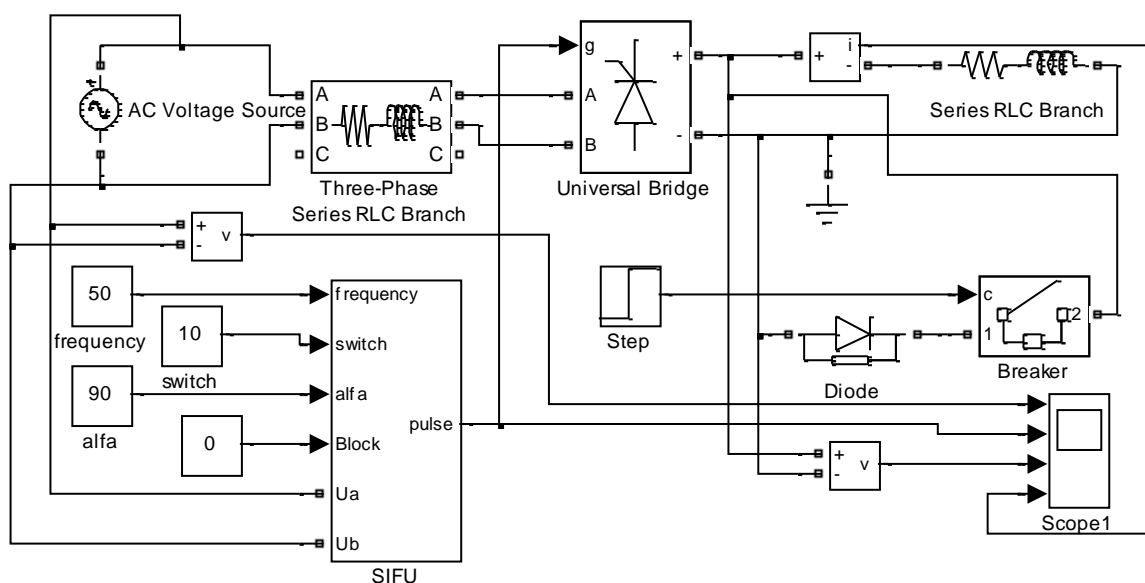 AC Voltage Source
A A
B B
C C
Three-Phase
Series RLC Branch
g
A
B
+
-
Universal Bridge
+ i
-
Series RLC Branch
+
- v
50
frequency
10
switch
90
alfa
0
frequency
switch
alfa
Block
Ua
Ub
pulse
SIFU
Step
Diode
c
1 2
Breaker
+
- v
Scope1